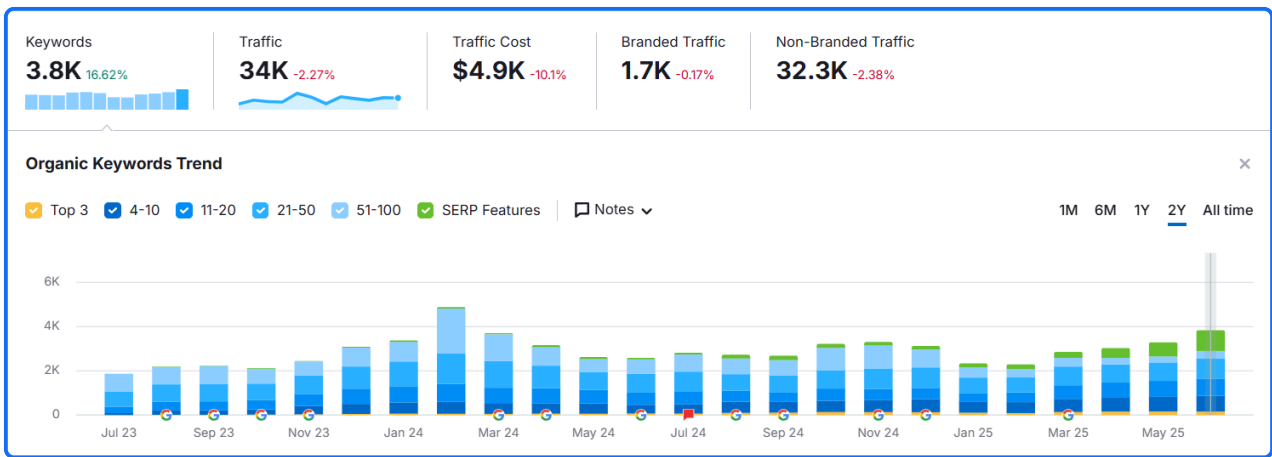 Keywords Traffic Traffic Cost Branded Traffic Non-Branded Traffic
3.8K 16.62% 34K -2.27% $4.9K -10.1% 1.7K -0.17% 32.3K -2.38%
Organic Keywords Trend
Top 3 4-10 11-20 21-50 51-100 SERP Features Notes 1M 6M 1Y 2Y All time
6K
4K
2K
0
Jul 23 Sep 23 Nov 23 Jan 24 Mar 24 May 24 Jul 24 Sep 24 Nov 24 Jan 25 Mar 25 May 25